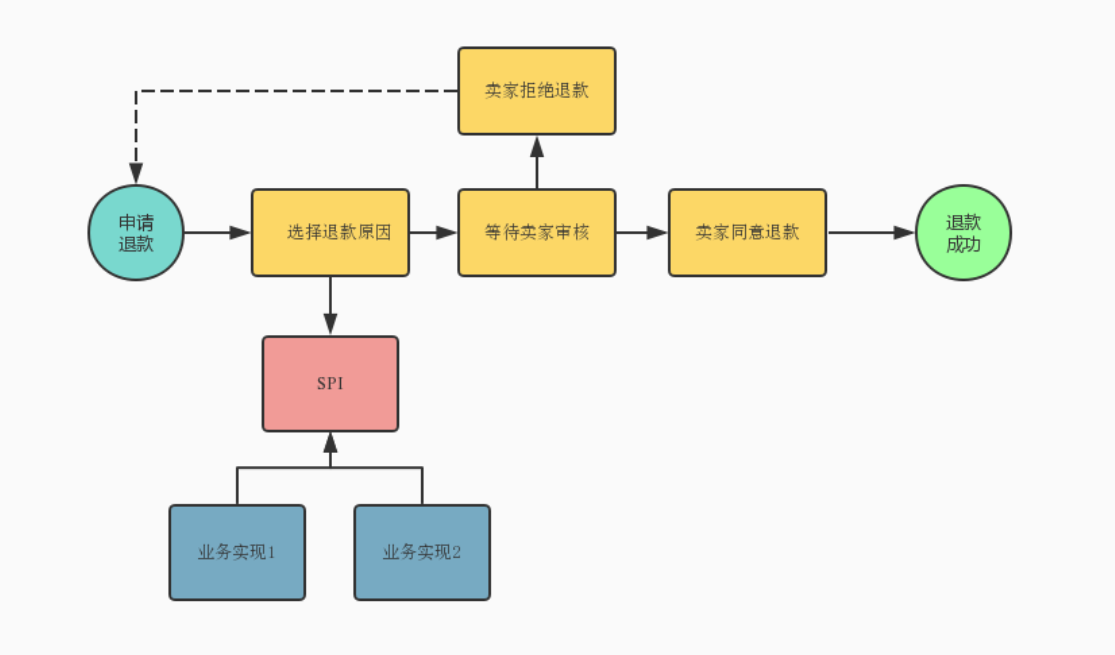 卖家拒绝退款
申请
退款
选择退款原因
等待卖家审核
卖家同意退款
退款
成功
SPI
业务实现1
业务实现2